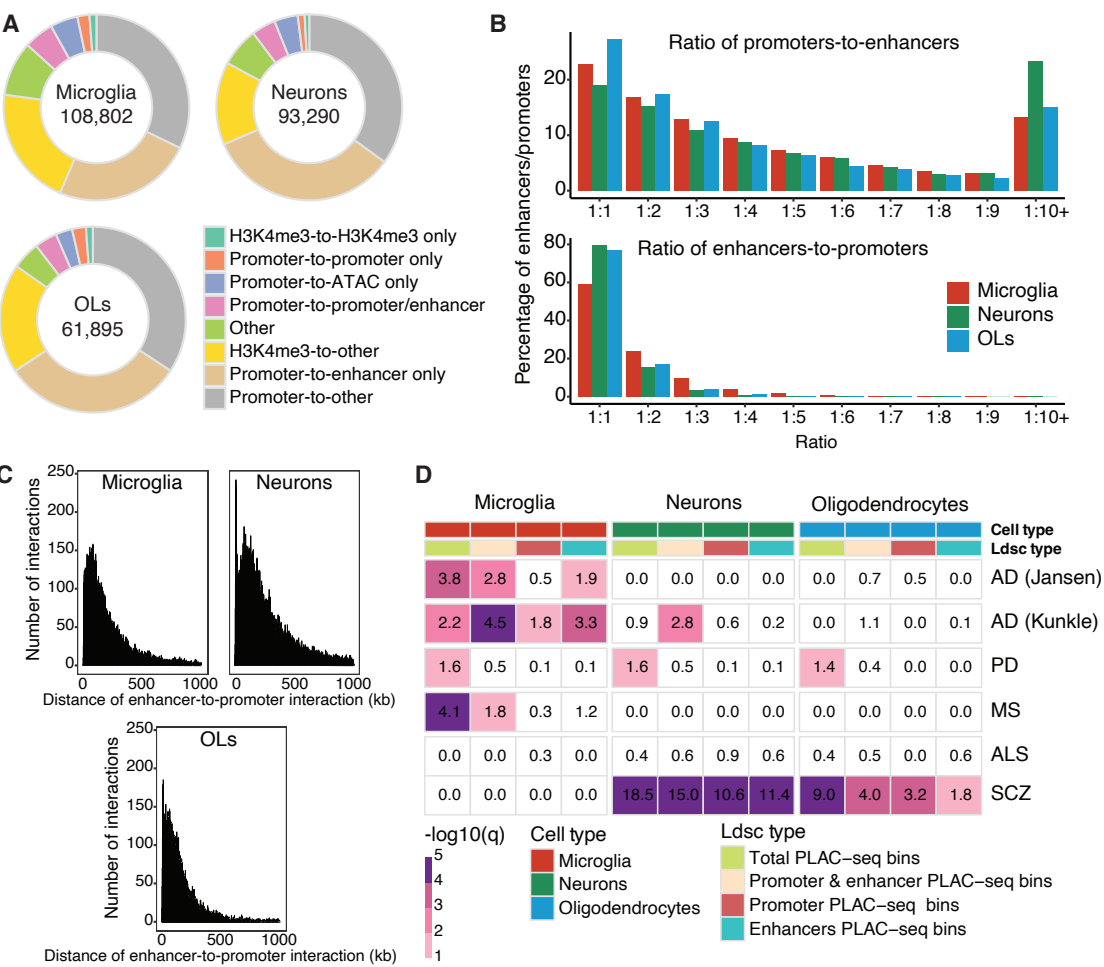 A
Microglia
108,802
Neurons
93,290
OLs
61,895
H3K4me3-to-H3K4me3 only
Promoter-to-promoter only
Promoter-to-ATAC only
Promoter-to-promoter/enhancer
Other
H3K4me3-to-other
Promoter-to-enhancer only
Promoter-to-other
B
Percentage of enhancers/promoters
Ratio of promoters-to-enhancers
20
10
0
1:1 1:2 1:3 1:4 1:5 1:6 1:7 1:8 1:9 1:10+
Ratio of enhancers-to-promoters
80
60
40
20
0
Microglia
Neurons
OLs
1:1 1:2 1:3 1:4 1:5 1:6 1:7 1:8 1:9 1:10+
Ratio
C
Number of interactions
250
200
150
100
50
0
Microglia
Neurons
0 500 1000 0 500 1000
Distance of enhancer-to-promoter interaction (kb)
Number of interactions
250
200
150
100
50
0
OLs
0 500 1000
Distance of enhancer-to-promoter interaction (kb)
D
Microglia Neurons Oligodendrocytes
Cell type
Ldsc type
3.8 2.8 0.5 1.9 0.0 0.0 0.0 0.0 0.0 0.7 0.5 0.0 AD (Jansen)
2.2 4.5 1.8 3.3 0.9 2.8 0.6 0.2 0.0 1.1 0.0 0.1 AD (Kunkle)
1.6 0.5 0.1 0.1 1.6 0.5 0.1 0.1 1.4 0.4 0.0 0.0 PD
4.1 1.8 0.3 1.2 0.0 0.0 0.0 0.0 0.0 0.0 0.0 0.0 MS
0.0 0.0 0.3 0.0 0.4 0.6 0.9 0.6 0.4 0.5 0.0 0.6 ALS
0.0 0.0 0.0 0.0 18.5 15.0 10.6 11.4 9.0 4.0 3.2 1.8 SCZ
-log10(q)
5
4
3
2
1
Cell type
Microglia
Neurons
Oligodendrocytes
Ldsc type
Total PLAC−seq bins
Promoter & enhancer PLAC−seq bins
Promoter PLAC−seq bins
Enhancers PLAC−seq bins